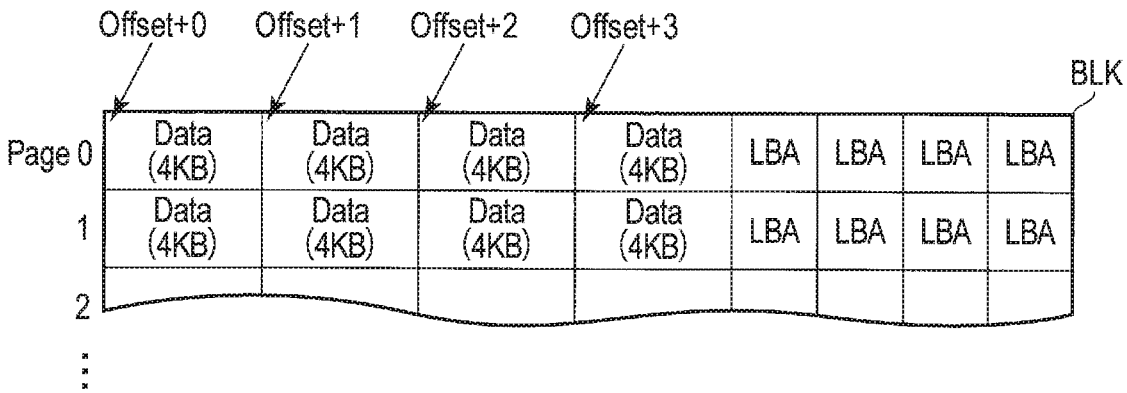 Offset+0 Offset+1 Offset+2 Offset+3
BLK
Page 0 Data (4KB) Data (4KB) Data (4KB) Data (4KB) LBA LBA LBA LBA
1 Data (4KB) Data (4KB) Data (4KB) Data (4KB) LBA LBA LBA LBA
2